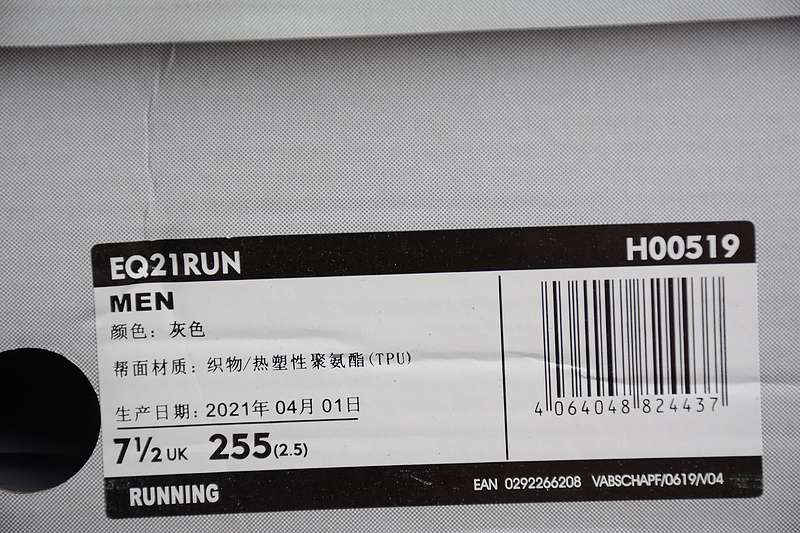 EQ21RUN H00519
MEN
颜色: 灰色
帮面材质: 织物/热塑性聚氨酯(TPU)
生产日期: 2021年 04月 01日
7½ UK 255(2.5)
4 064048 824437
RUNNING EAN 0292266208 VABSCHAPF/0619/V04